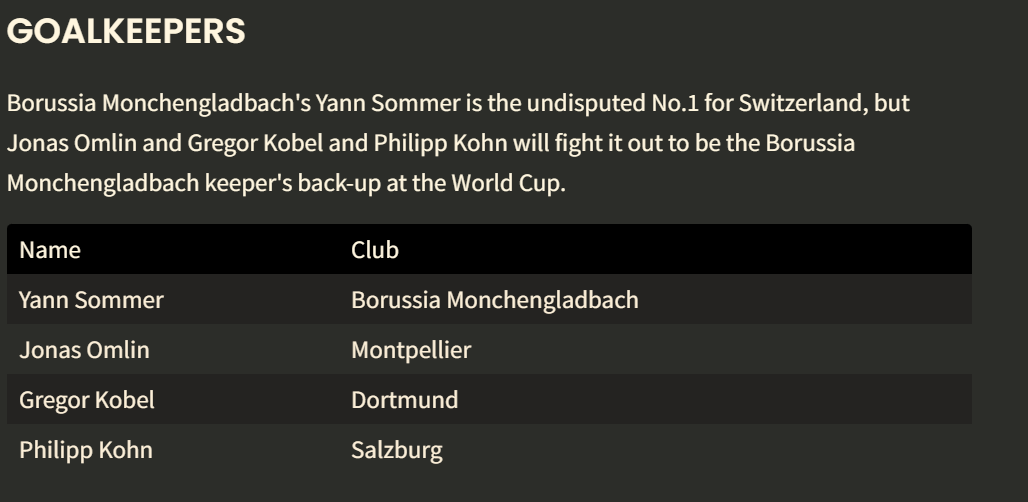 GOALKEEPERS
Borussia Monchengladbach's Yann Sommer is the undisputed No.1 for Switzerland, but
Jonas Omlin and Gregor Kobel and Philipp Kohn will fight it out to be the Borussia
Monchengladbach keeper's back-up at the World Cup.
Name Club
Yann Sommer Borussia Monchengladbach
Jonas Omlin Montpellier
Gregor Kobel Dortmund
Philipp Kohn Salzburg